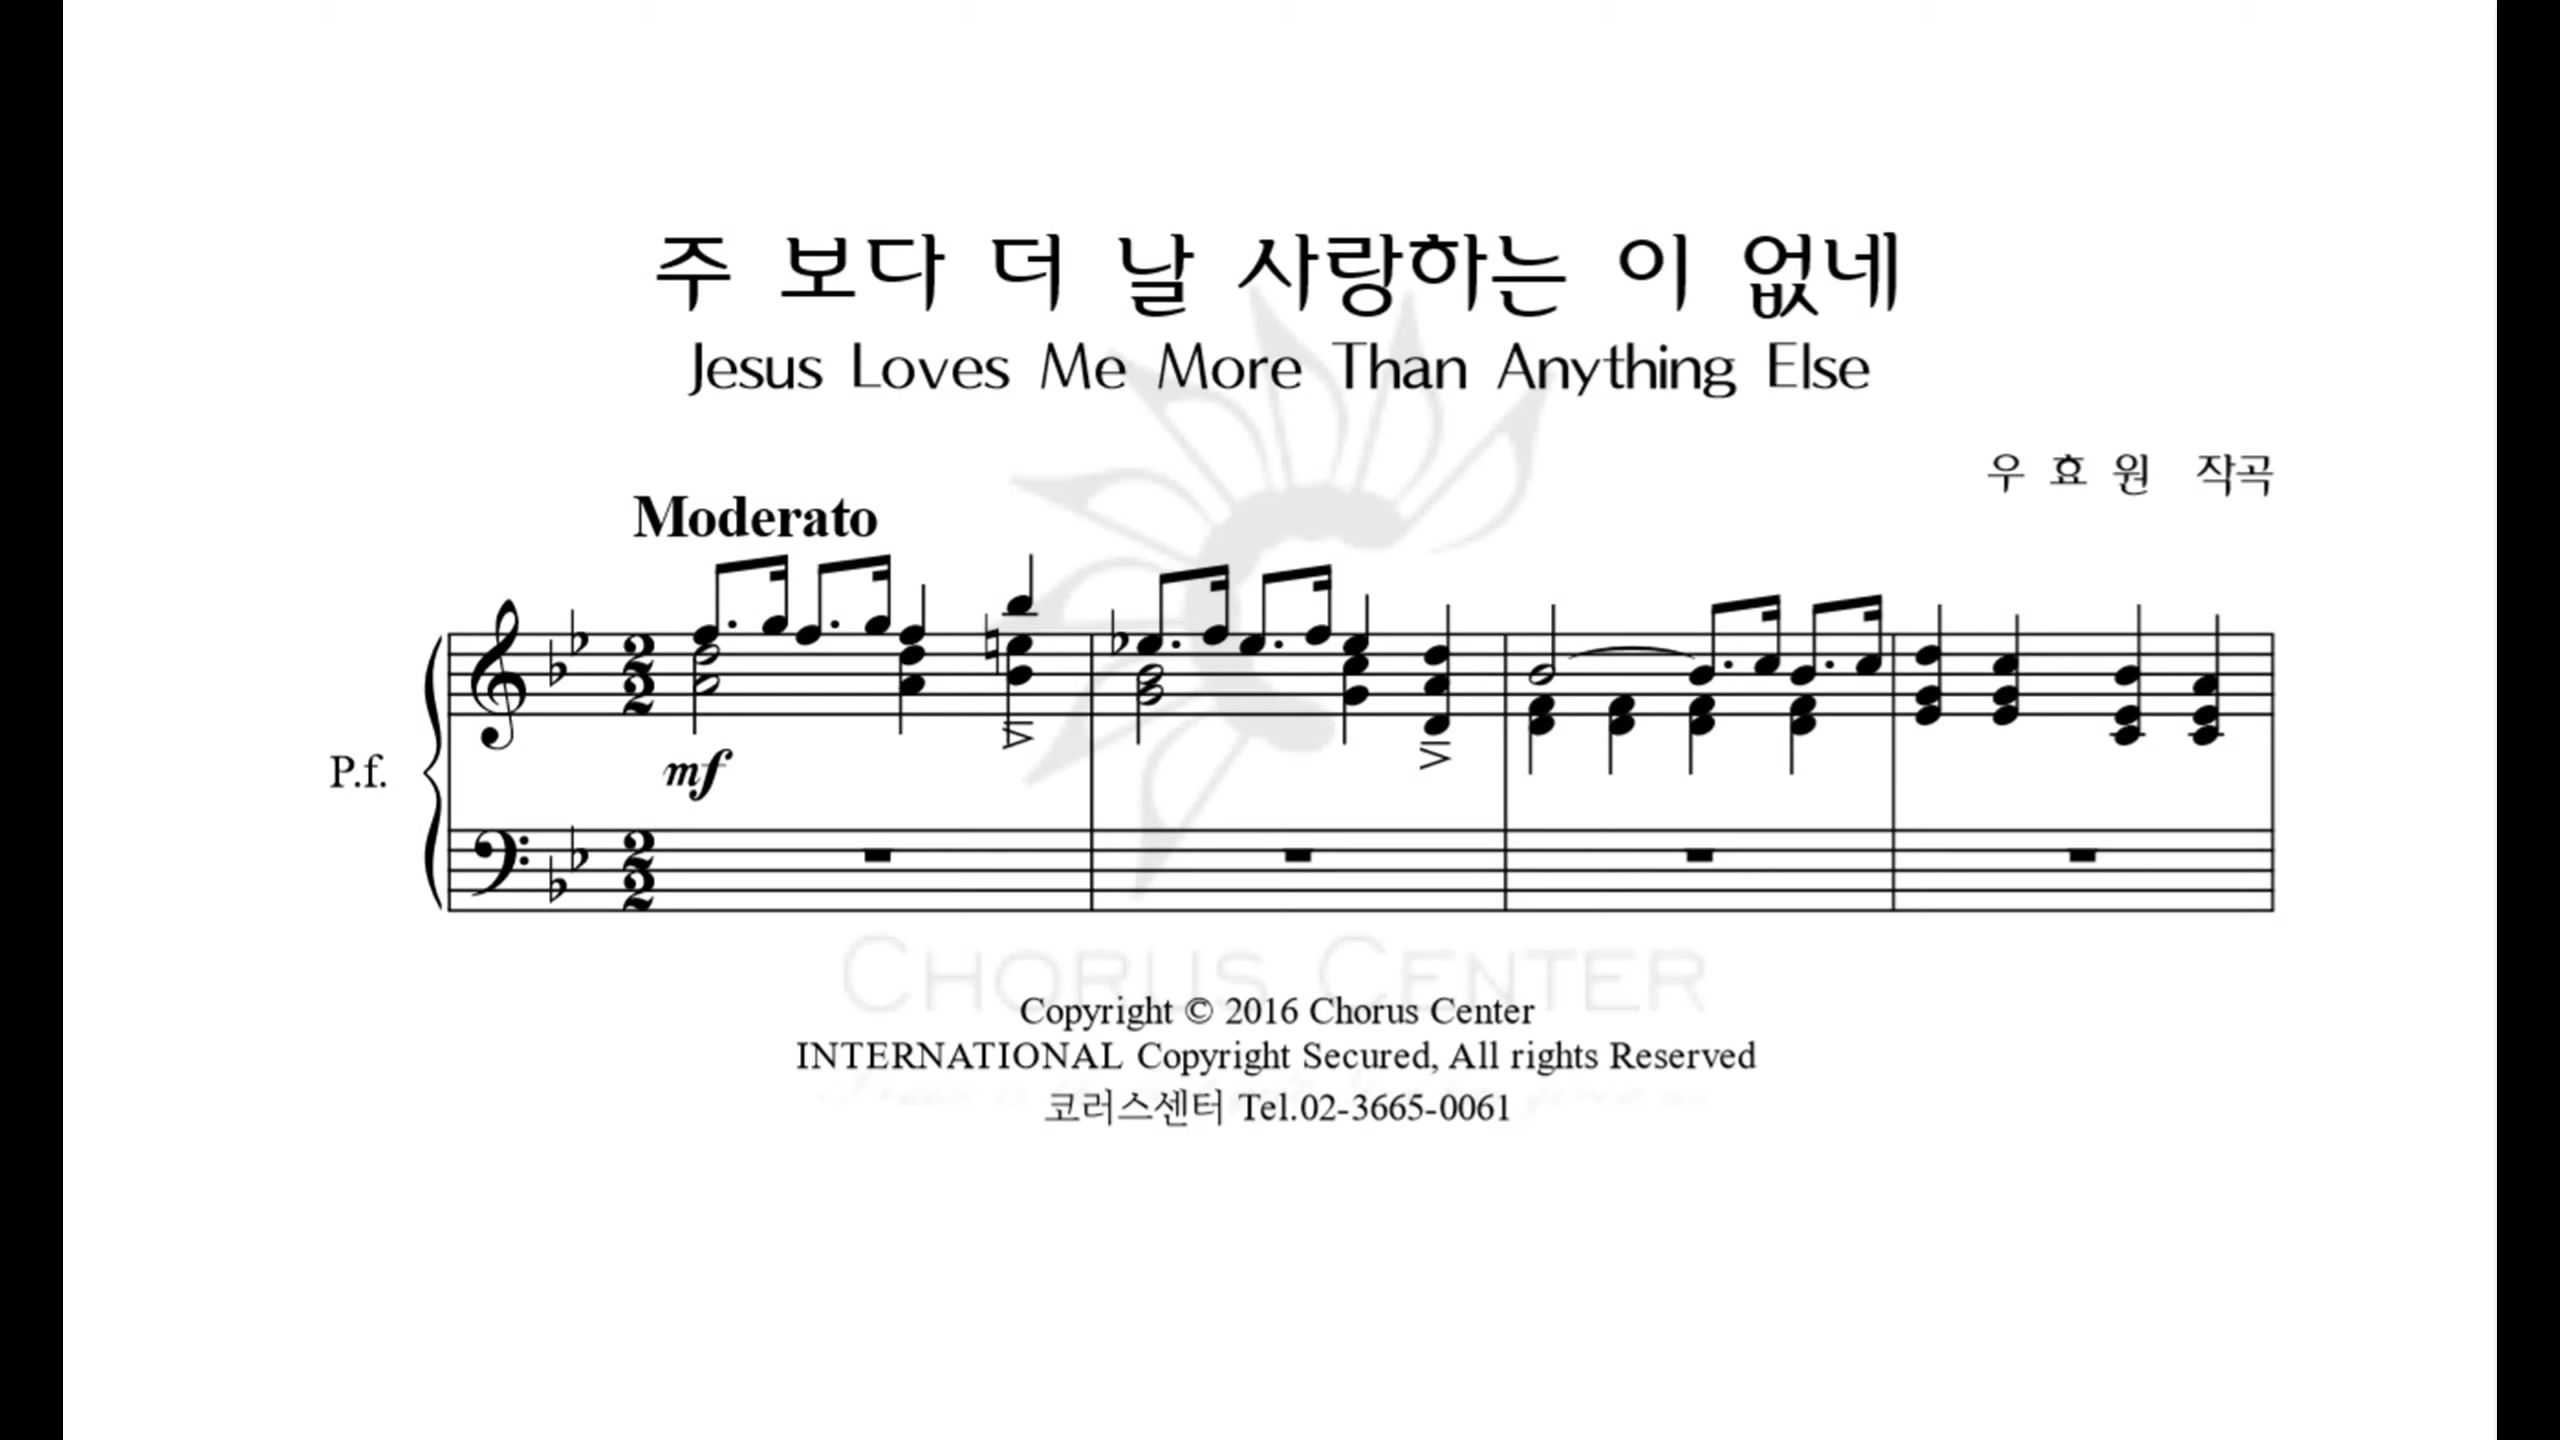 주 보다 더 날 사랑하는 이 없네
Jesus Loves Me More Than Anything Else
우 효 원 작곡
Moderato
mf
P.f.
CHORUS CENTER
Copyright © 2016 Chorus Center
INTERNATIONAL Copyright Secured, All rights Reserved
코러스센터 Tel.02-3665-0061